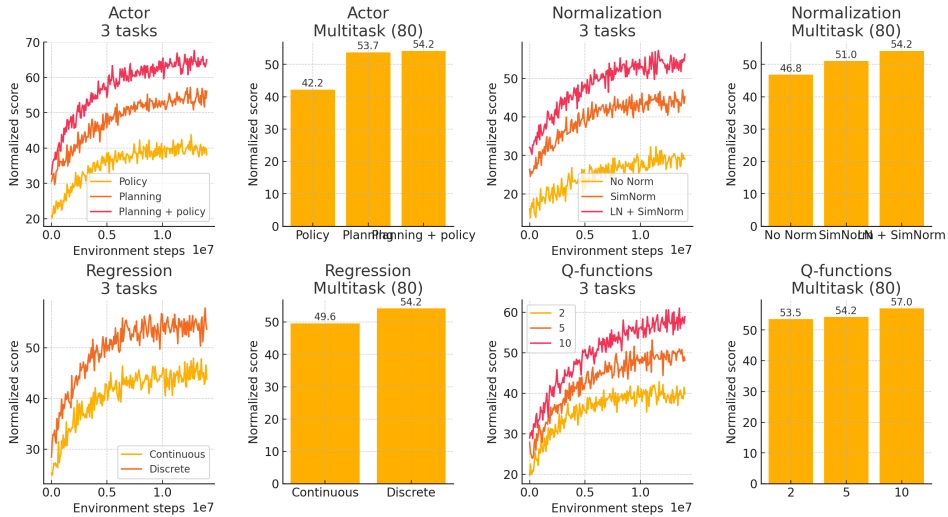 Actor
3 tasks
Normalized score
70
60
50
40
30
20
Policy
Planning
Planning + policy
0.0
0.5
1.0
1e7
Environment steps
Actor
Multitask (80)
Normalized score
50
40
30
20
10
0
42.2
53.7
54.2
Policy
Planning
Planning + policy
Normalization
3 tasks
Normalized score
50
40
30
20
No Norm
SimNorm
LN + SimNorm
0.0
0.5
1.0
1e7
Environment steps
Normalization
Multitask (80)
Normalized score
50
40
30
20
10
0
46.8
51.0
54.2
No Norm
SimNorm
LN + SimNorm
Regression
3 tasks
Normalized score
50
40
30
Continuous
Discrete
0.0
0.5
1.0
1e7
Environment steps
Regression
Multitask (80)
Normalized score
50
40
30
20
10
0
49.6
54.2
Continuous
Discrete
Q-functions
3 tasks
Normalized score
60
50
40
30
20
2
5
10
0.0
0.5
1.0
1e7
Environment steps
Q-functions
Multitask (80)
Normalized score
50
40
30
20
10
0
53.5
54.2
57.0
2
5
10